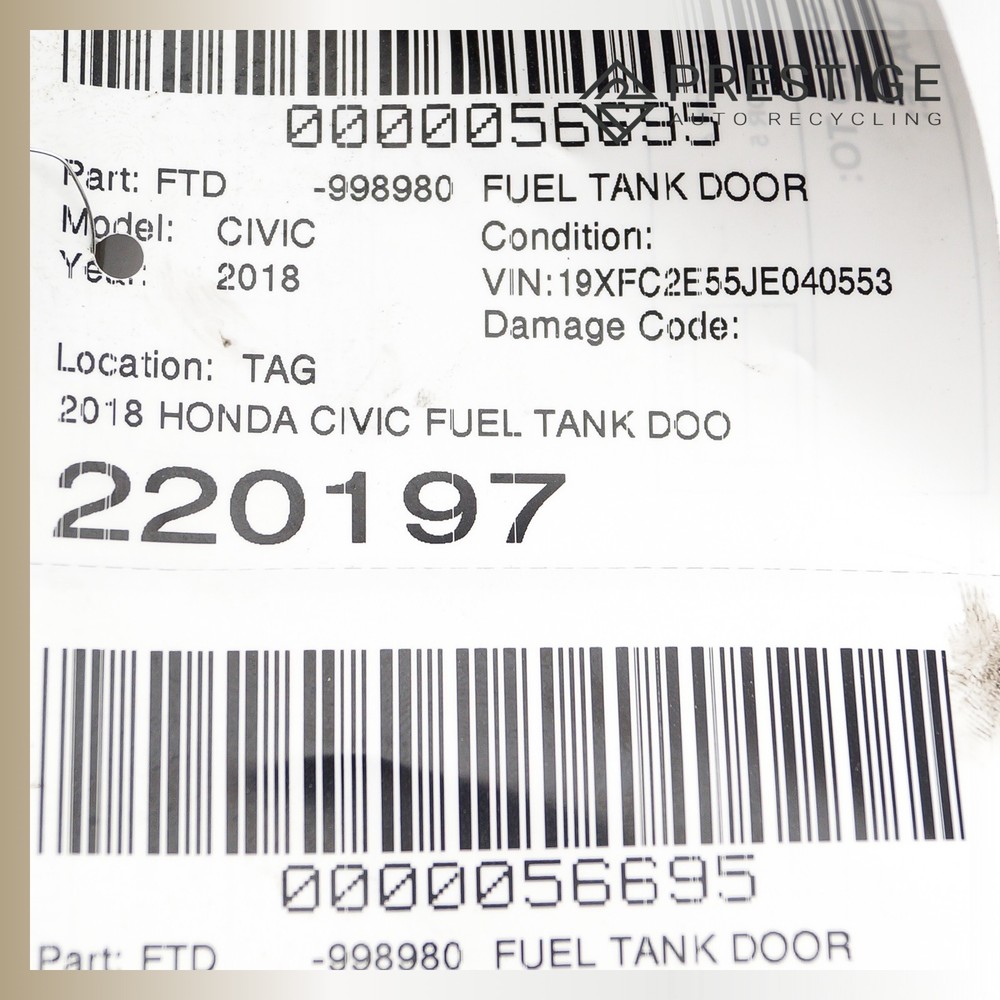 PRESTIGE
AUTO RECYCLING
0000056695
Part: FTD -998980 FUEL TANK DOOR
Model: CIVIC Condition:
Year: 2018 VIN:19XFC2E55JE040553
Damage Code:
Location: TAG
2018 HONDA CIVIC FUEL TANK DOO
220197
0000056695
Part: FTD -998980 FUEL TANK DOOR